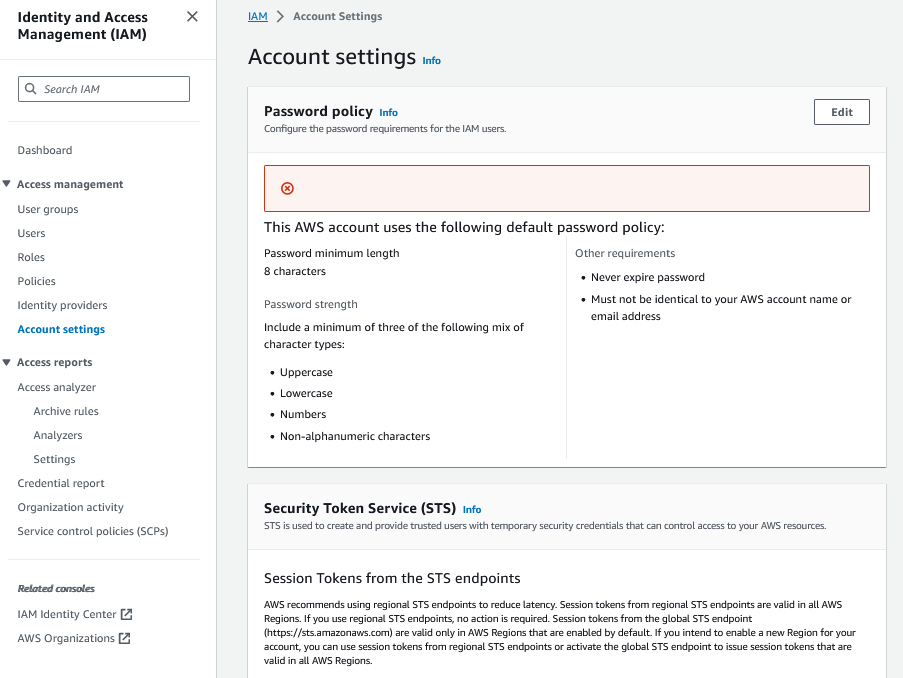 Identity and Access
Management (IAM)
Search IAM
Dashboard
Access management
User groups
Users
Roles
Policies
Identity providers
Account settings
Access reports
Access analyzer
Archive rules
Analyzers
Settings
Credential report
Organization activity
Service control policies (SCPs)
Related consoles
IAM Identity Center
AWS Organizations
IAM > Account Settings
Account settings Info
Password policy Info
Configure the password requirements for the IAM users.
Edit
This AWS account uses the following default password policy:
Password minimum length
8 characters
Password strength
Include a minimum of three of the following mix of
character types:
• Uppercase
• Lowercase
• Numbers
• Non-alphanumeric characters
Other requirements
• Never expire password
• Must not be identical to your AWS account name or
email address
Security Token Service (STS) Info
STS is used to create and provide trusted users with temporary security credentials that can control access to your AWS resources.
Session Tokens from the STS endpoints
AWS recommends using regional STS endpoints to reduce latency. Session tokens from regional STS endpoints are valid in all AWS
Regions. If you use regional STS endpoints, no action is required. Session tokens from the global STS endpoint
(https://sts.amazonaws.com) are valid only in AWS Regions that are enabled by default. If you intend to enable a new Region for your
account, you can use session tokens from regional STS endpoints or activate the global STS endpoint to issue session tokens that are
valid in all AWS Regions.